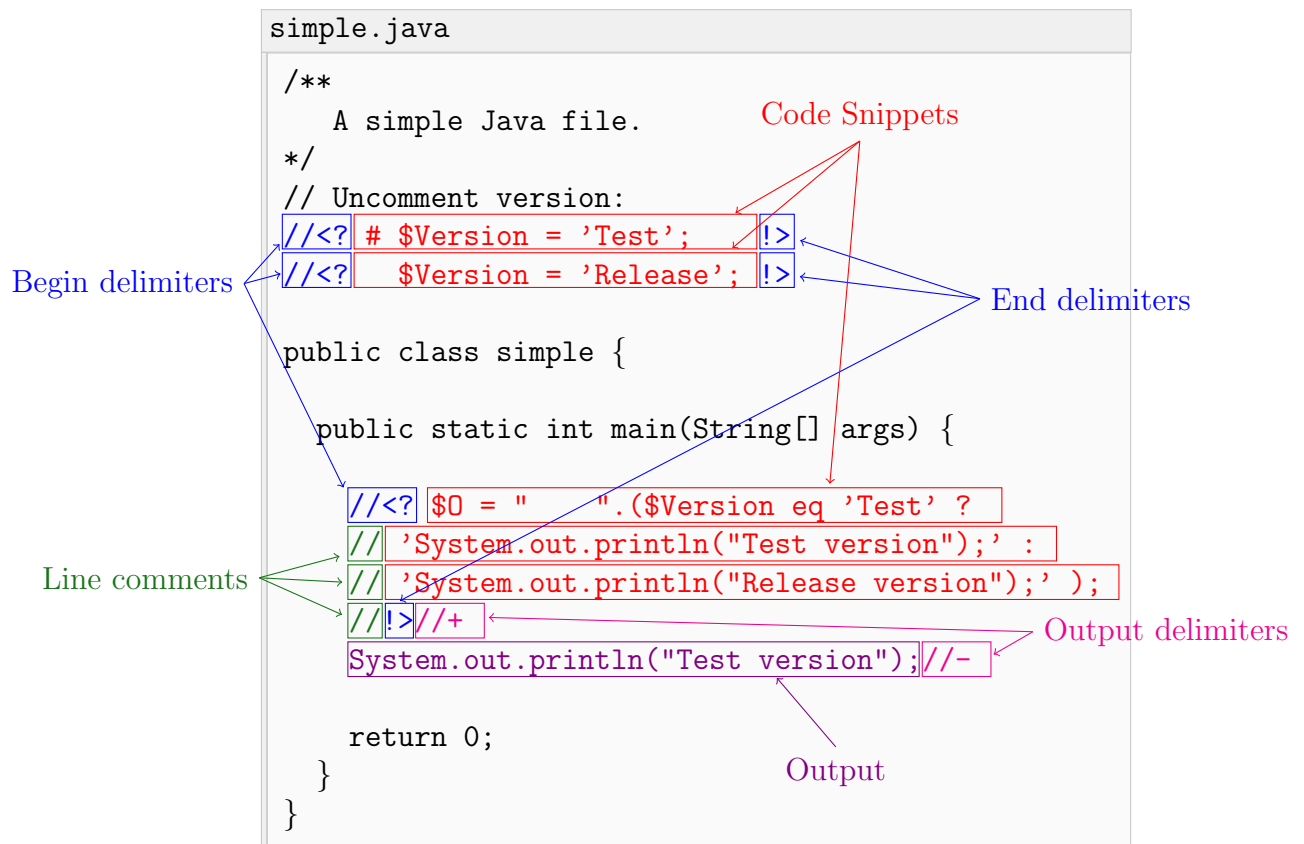 simple.java
/**
   A simple Java file.
*/
Code Snippets
// Uncomment version:
//<? # $Version = 'Test';    !>
//<?   $Version = 'Release'; !>
Begin delimiters
End delimiters
public class simple {
  public static int main(String[] args) {
    //<? $O = "    ".($Version eq 'Test' ?
    // 'System.out.println("Test version");' :
    // 'System.out.println("Release version");' );
Line comments
    //!>//+
Output delimiters
    System.out.println("Test version");//-
    return 0;
Output
  }
}